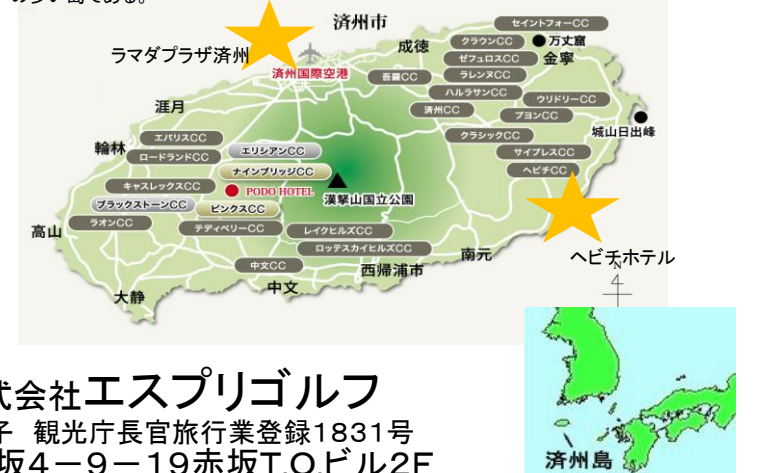 の多い島である。
済州市
セイントフォーCC
成徳
クラウンCC
万丈窟
ラマダプラザ済州
ゼフュロスCC
金寧
済州国際空港
吾羅CC
ラレンヌCC
ハルラサンCC
ウリドリーCC
涯月
済州CC
プヨンCC
城山日出峰
エバリスCC
クラシックCC
輪林
エリシアンCC
ロードランドCC
サイプレスCC
ナインブリッジCC
ヘビチCC
キャスレックスCC
PODO HOTEL
漢拏山国立公園
ブラックストーンCC
ピンクスCC
ラオンCC
高山
テディベリーCC
レイクヒルズCC
ロッテスカイヒルズCC
南元
ヘビチホテル
中文CC
西帰浦市
N
中文
大静
式会社エスプリゴルフ
子 観光庁長官旅行業登録1831号
坂4-9-19赤坂T.O.ビル2F
済州島